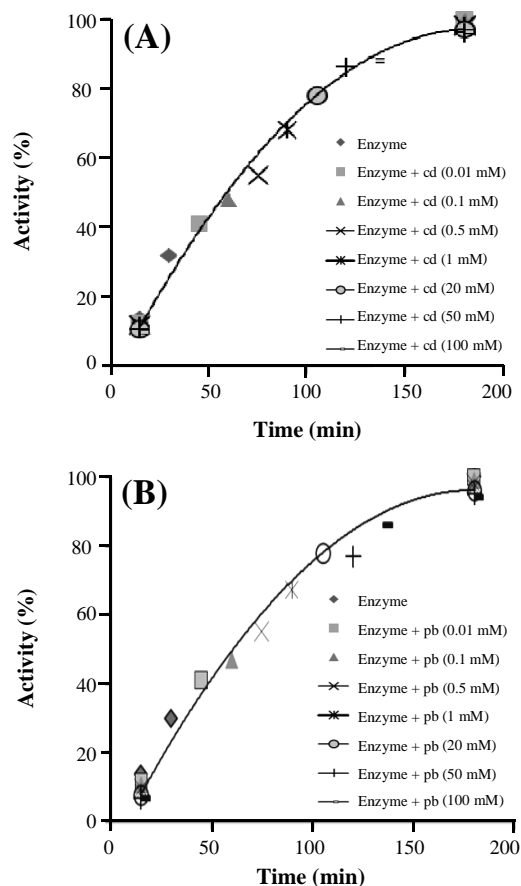 (A)
100
80
60
40
20
0
Activity (%)
Enzyme
Enzyme + cd (0.01 mM)
Enzyme + cd (0.1 mM)
Enzyme + cd (0.5 mM)
Enzyme + cd (1 mM)
Enzyme + cd (20 mM)
Enzyme + cd (50 mM)
Enzyme + cd (100 mM)
50
100
150
200
Time (min)
(B)
100
80
60
40
20
0
Activity (%)
Enzyme
Enzyme + pb (0.01 mM)
Enzyme + pb (0.1 mM)
Enzyme + pb (0.5 mM)
Enzyme + pb (1 mM)
Enzyme + pb (20 mM)
Enzyme + pb (50 mM)
Enzyme + pb (100 mM)
50
100
150
200
Time (min)